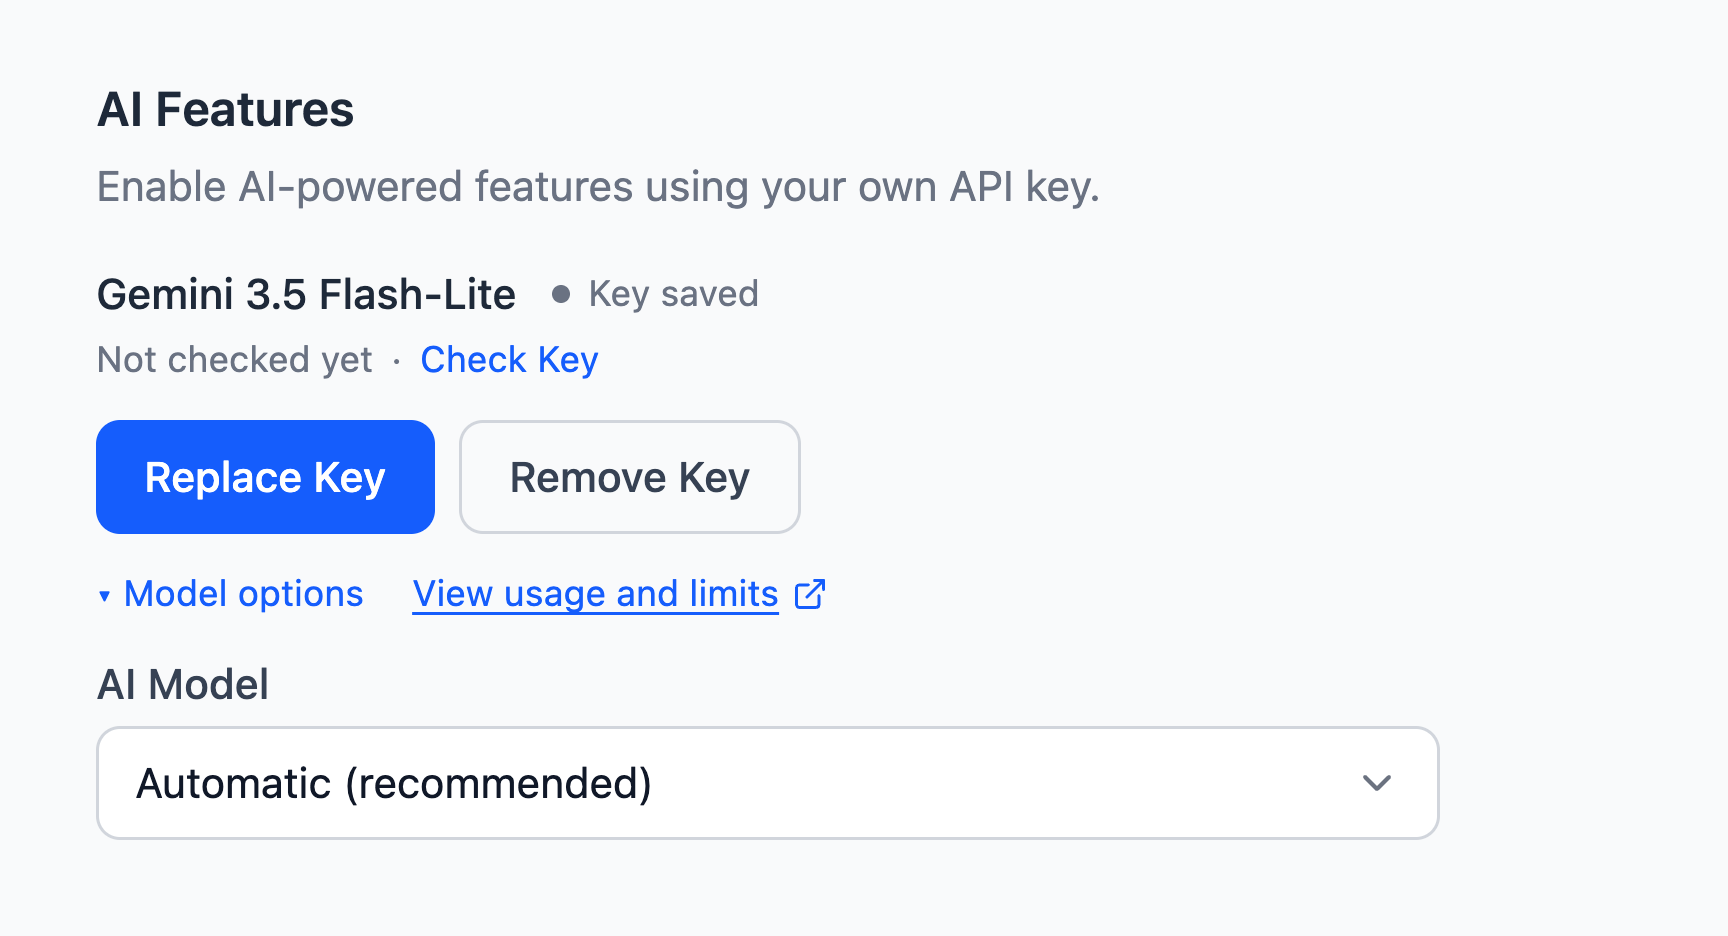 AI Features
Enable AI-powered features using your own API key.
Gemini 3.5 Flash-Lite ● Key saved
Not checked yet · Check Key
Replace Key Remove Key
▾ Model options View usage and limits
AI Model
Automatic (recommended)